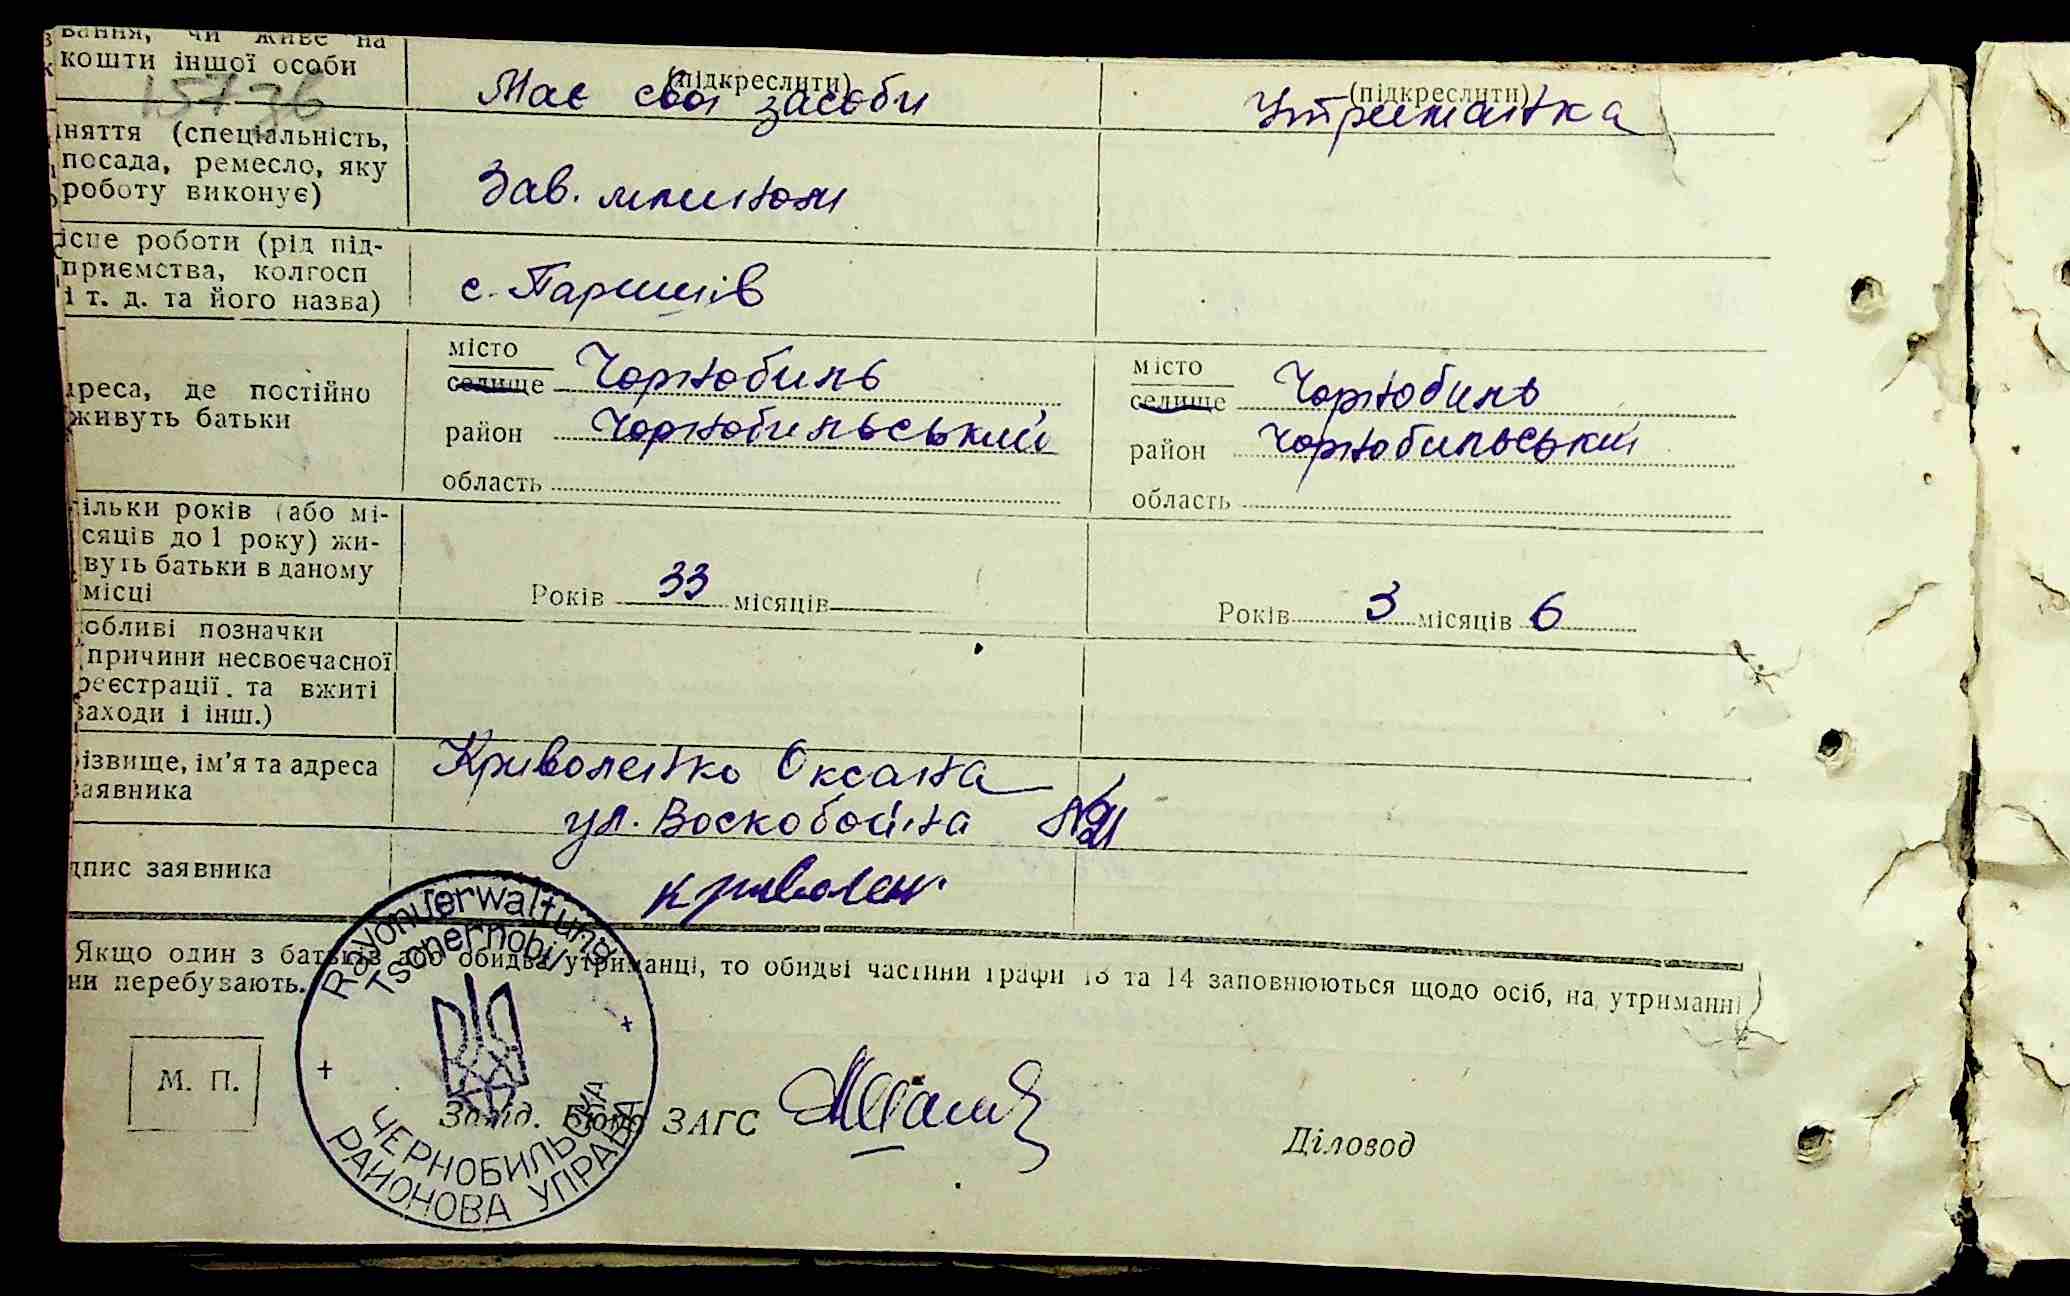 вання, чи живе на
кошти іншої особи
15736
(підкреслити)
Має свої засоби
(підкреслити)
Утриманка
няття (спеціальність,
посада, ремесло, яку
роботу виконує)
Зав. млином
ісце роботи (рід під-
приємства, колгосп
і т. д. та його назва)
с. Паришів
дреса, де постійно
живуть батьки
місто
селище Чорнобиль
район Чорнобильський
область
місто
селище Чорнобиль
район Чорнобильський
область
ільки років (або мі-
сяців до 1 року) жи-
вуть батьки в даному
місці
Років 33 місяців
Років 3 місяців 6
обливі позначки
(причини несвоєчасної
реєстрації та вжиті
заходи і інш.)
різвище, ім'я та адреса
заявника
Криволенко Оксана
ул. Воскобойна №21
дпис заявника
Криволен
Якщо один з батьків або обидва утриманці, то обидві частини графи 13 та 14 заповнюються щодо осіб, на утриманні
ни перебувають.
Rayonverwaltung
Tschernobil
М. П.
Завід. Бюро ЗАГС
Діловод
ЧЕРНОБИЛЬСЬКА
РАЙОНОВА УПРАВА